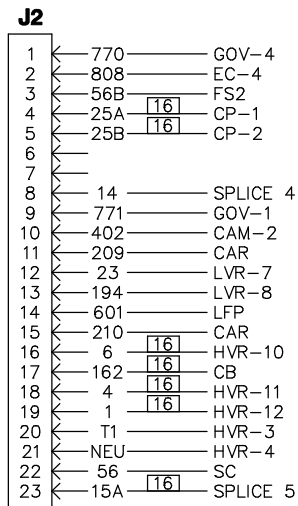 J2
1 770 GOV-4
2 808 EC-4
3 56B FS2
4 25A 16 CP-1
5 25B 16 CP-2
6
7
8 14 SPLICE 4
9 771 GOV-1
10 402 CAM-2
11 209 CAR
12 23 LVR-7
13 194 LVR-8
14 601 LFP
15 210 CAR
16 6 16 HVR-10
17 162 16 CB
18 4 16 HVR-11
19 1 16 HVR-12
20 T1 HVR-3
21 NEU HVR-4
22 56 SC
23 15A 16 SPLICE 5